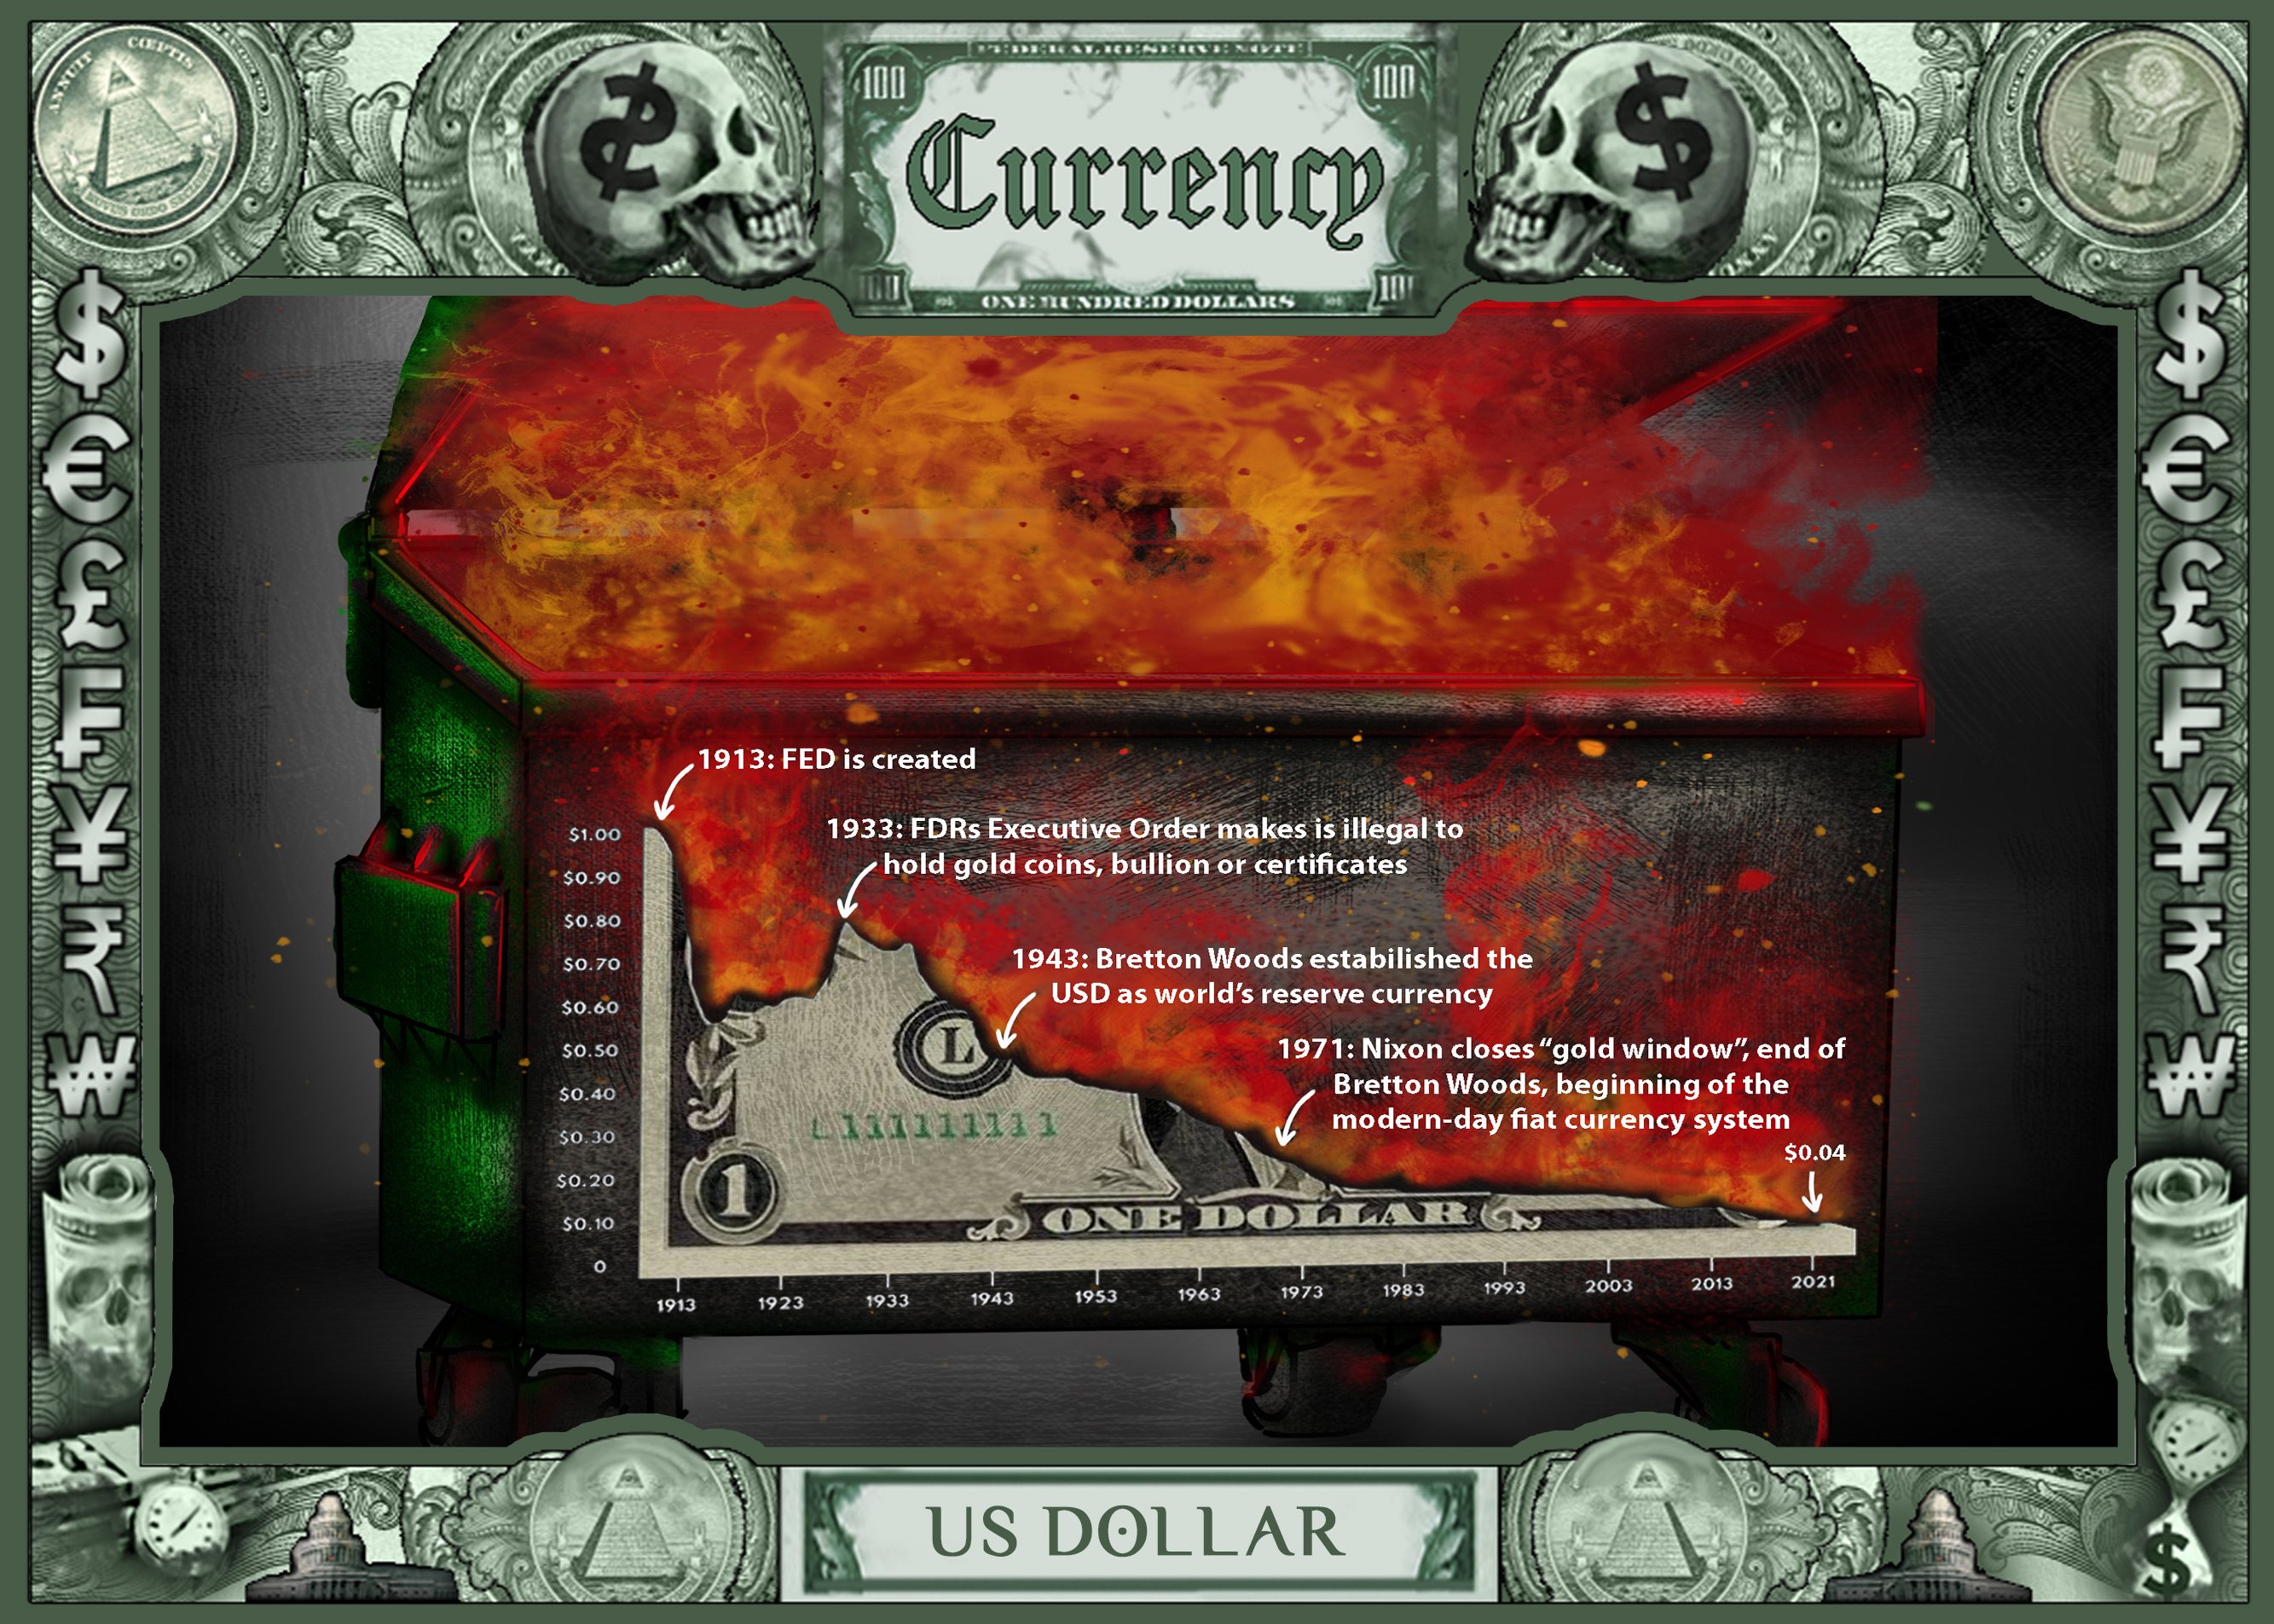 ANNUIT CŒPTIS
FEDERAL RESERVE NOTE
100 100
$ $
Currency
100
ONE HUNDRED DOLLARS
$ $
€ €
£ £
₣ ₣
¥ ¥
₹ ₹
₩ ₩
1913: FED is created
1933: FDRs Executive Order makes is illegal to
hold gold coins, bullion or certificates
1943: Bretton Woods estabilished the
USD as world's reserve currency
1971: Nixon closes “gold window”, end of
Bretton Woods, beginning of the
modern-day fiat currency system
$0.04
$1.00
$0.90
$0.80
$0.70
$0.60
$0.50
$0.40
$0.30
$0.20
$0.10
0
L
L11111111
1
ONE DOLLAR
1913 1923 1933 1943 1953 1963 1973 1983 1993 2003 2013 2021
US DOLLAR
$